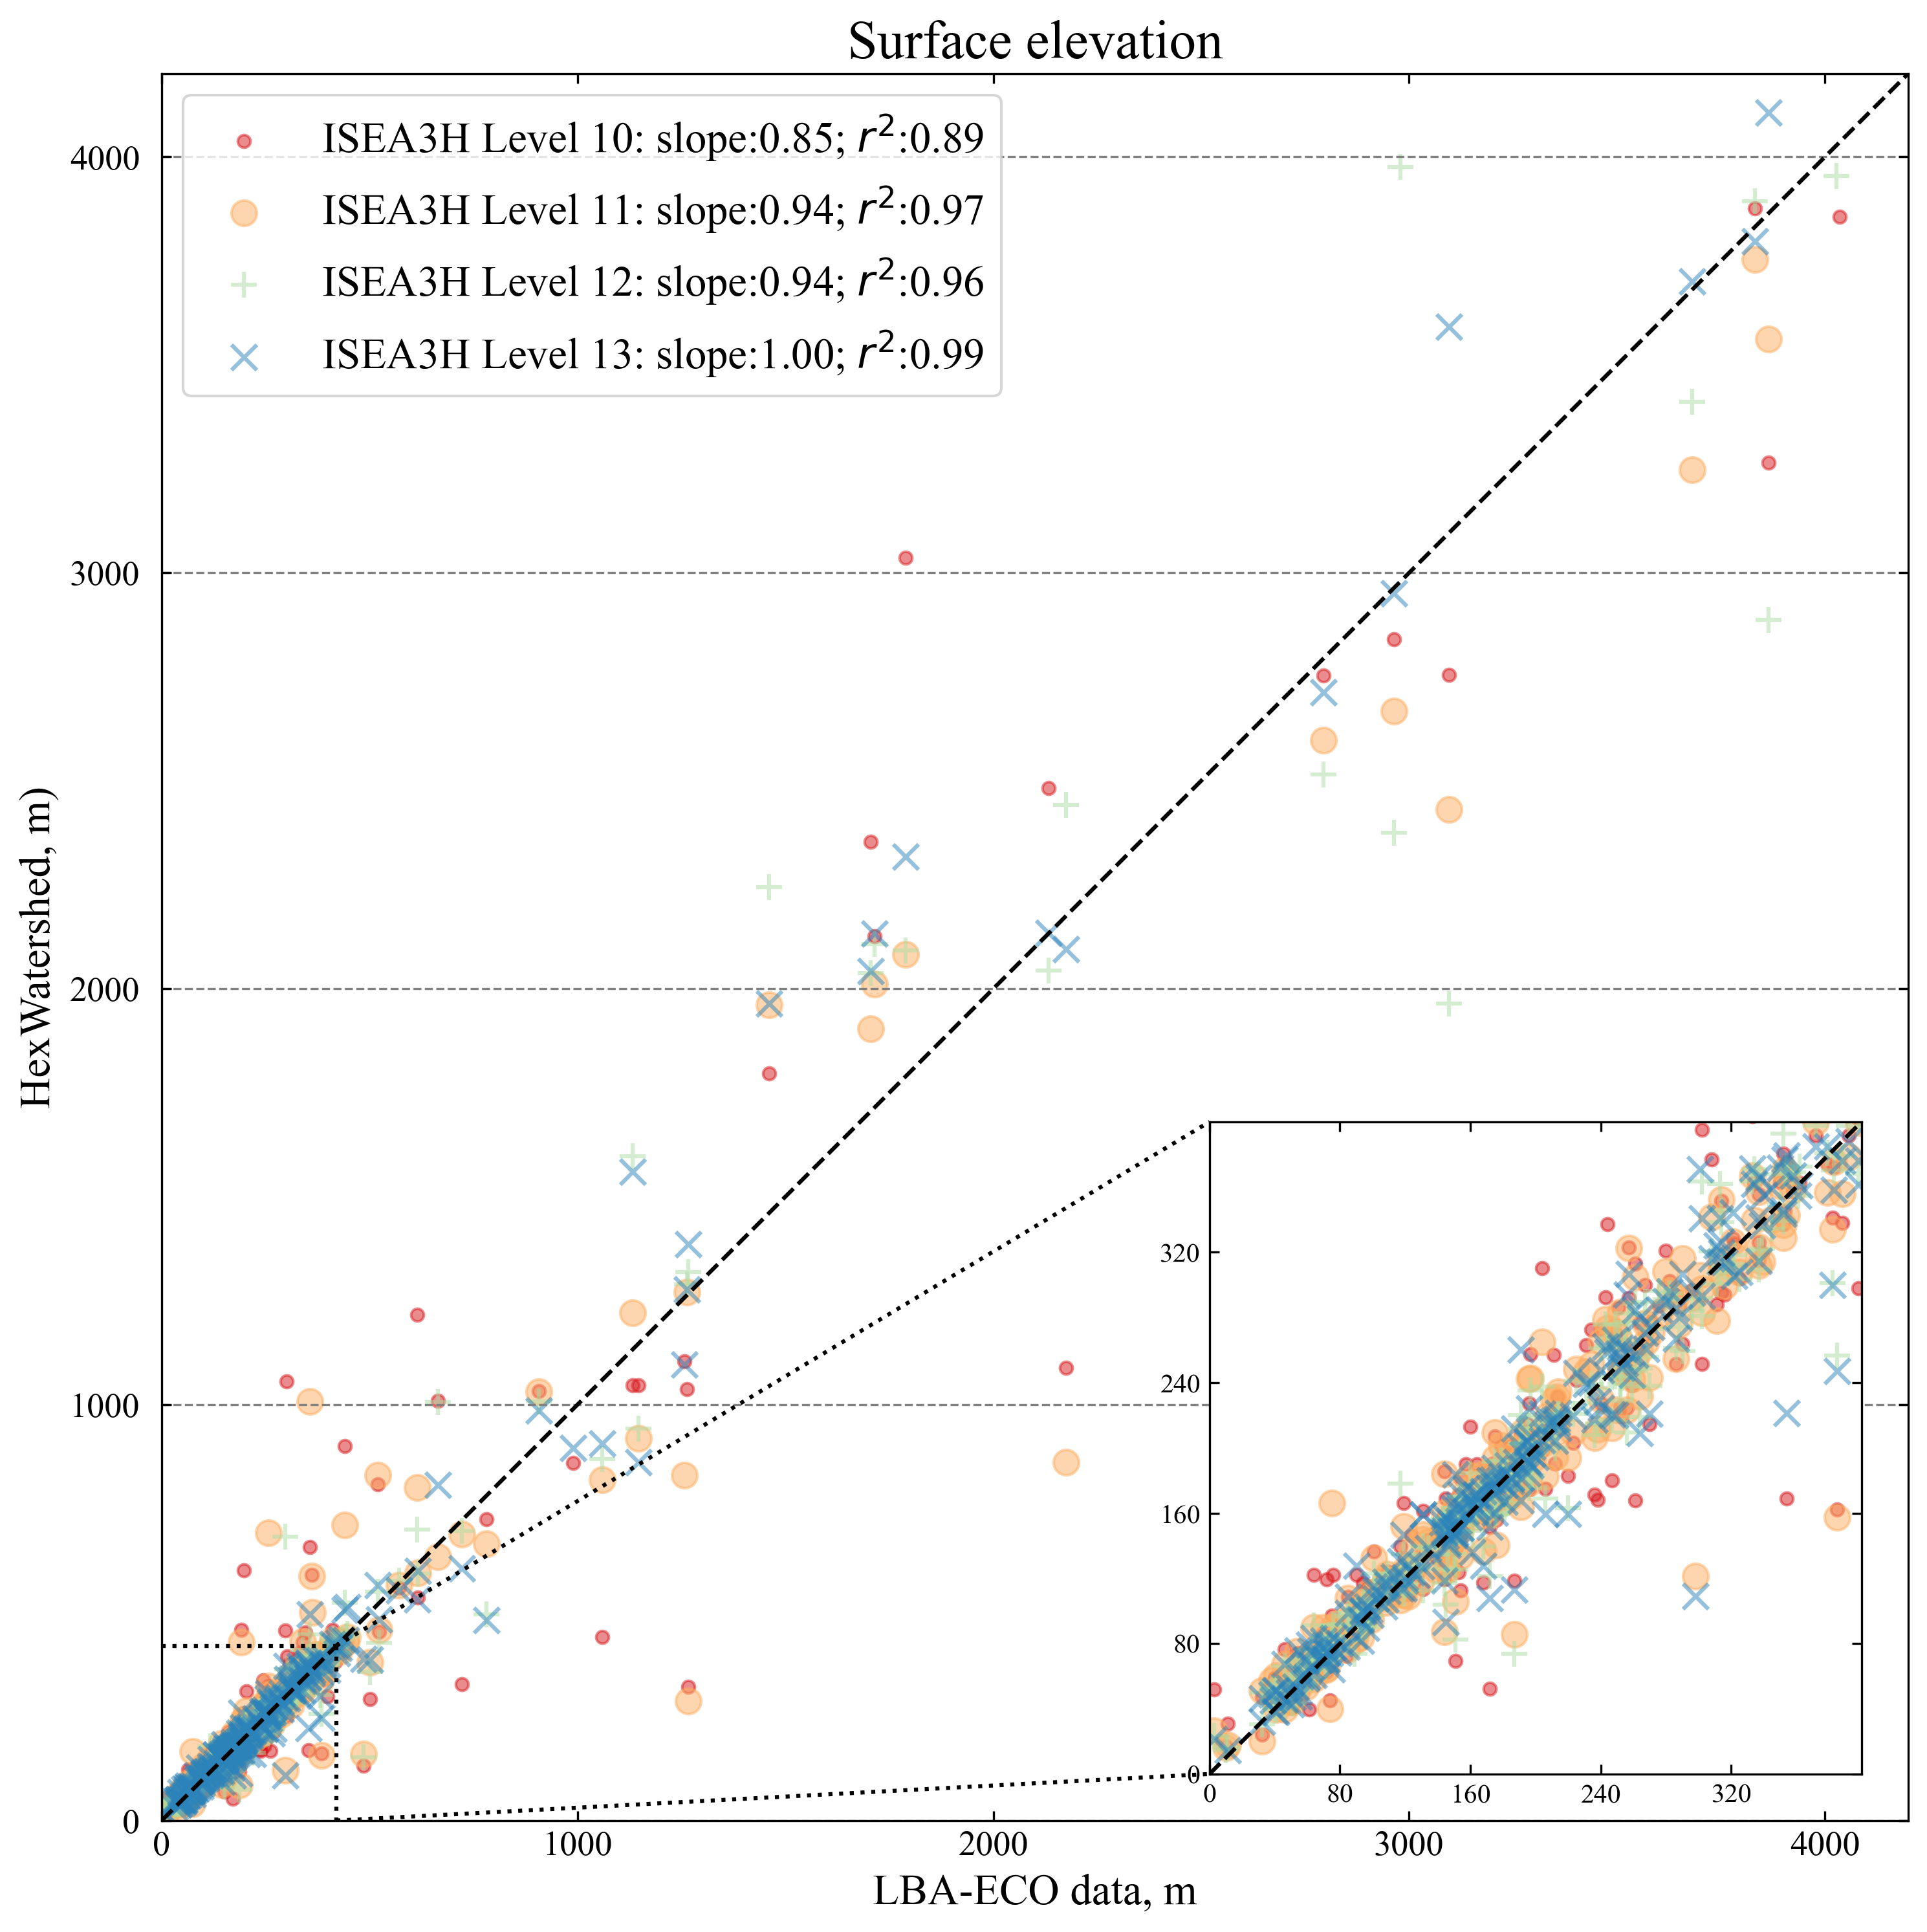 Surface elevation
ISEA3H Level 10: slope:0.85; r²:0.89
ISEA3H Level 11: slope:0.94; r²:0.97
ISEA3H Level 12: slope:0.94; r²:0.96
ISEA3H Level 13: slope:1.00; r²:0.99
4000
3000
2000
1000
0
HexWatershed, m)
320
240
160
80
0
0 80 160 240 320
0 1000 2000 3000 4000
LBA-ECO data, m